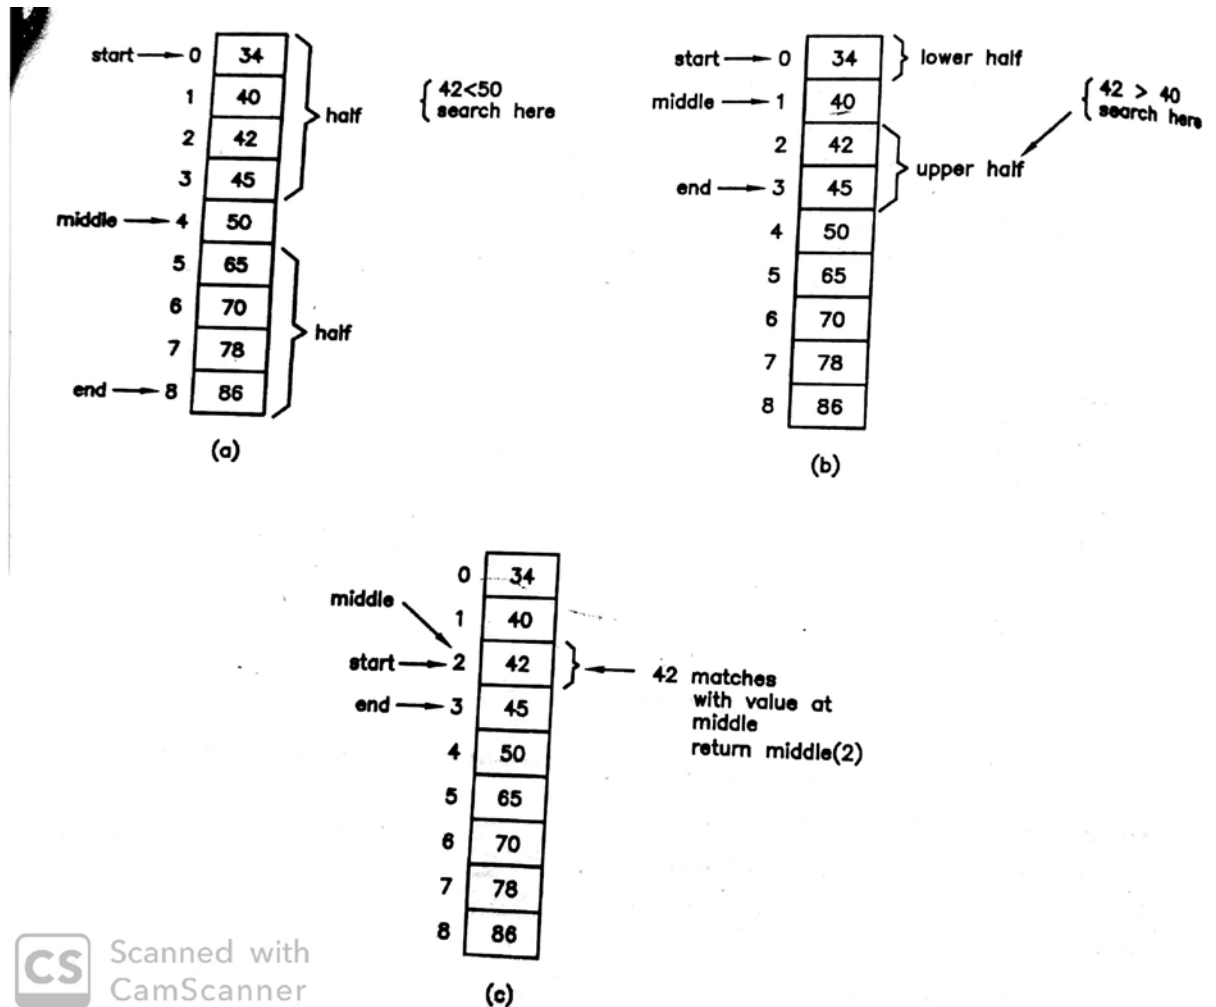 start 0 34
1 40
2 42
3 45
half
42<50
search here
middle 4 50
5 65
6 70
7 78
end 8 86
half
(a)
start 0 34
lower half
middle 1 40
2 42
end 3 45
upper half
42 > 40
search here
4 50
5 65
6 70
7 78
8 86
(b)
0 34
middle
1 40
start 2 42
end 3 45
42 matches
with value at
middle
return middle(2)
4 50
5 65
6 70
7 78
8 86
(c)
CS
Scanned with
CamScanner